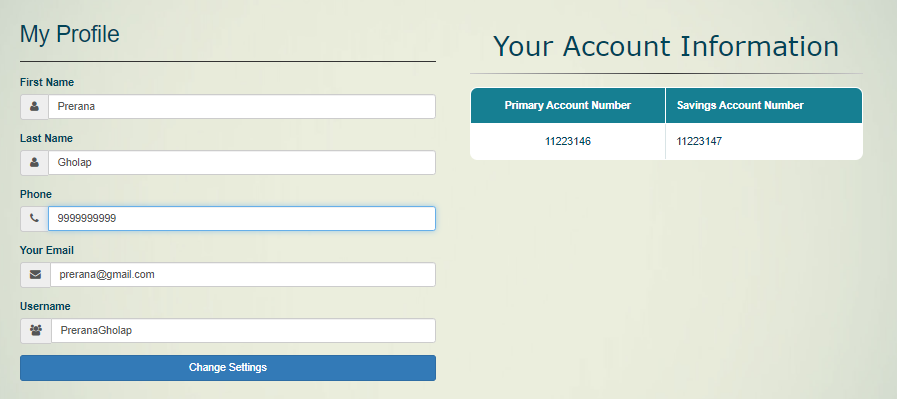 My Profile
First Name
Prerana
Last Name
Gholap
Phone
9999999999
Your Email
prerana@gmail.com
Username
PreranaGholap
Change Settings
Your Account Information
Primary Account Number Savings Account Number
11223146 11223147